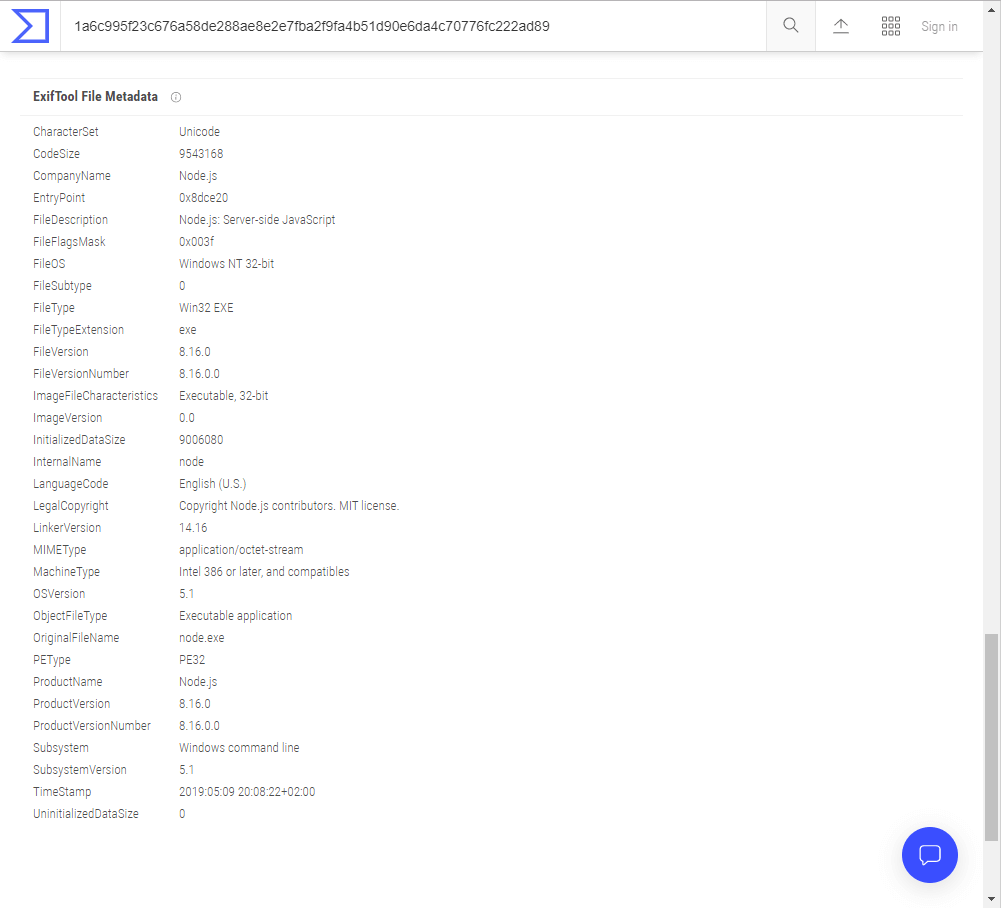 1a6c995f23c676a58de288ae8e2e7fba2f9fa4b51d90e6da4c70776fc222ad89 Sign in
ExifTool File Metadata
CharacterSet Unicode
CodeSize 9543168
CompanyName Node.js
EntryPoint 0x8dce20
FileDescription Node.js: Server-side JavaScript
FileFlagsMask 0x003f
FileOS Windows NT 32-bit
FileSubtype 0
FileType Win32 EXE
FileTypeExtension exe
FileVersion 8.16.0
FileVersionNumber 8.16.0.0
ImageFileCharacteristics Executable, 32-bit
ImageVersion 0.0
InitializedDataSize 9006080
InternalName node
LanguageCode English (U.S.)
LegalCopyright Copyright Node.js contributors. MIT license.
LinkerVersion 14.16
MIMEType application/octet-stream
MachineType Intel 386 or later, and compatibles
OSVersion 5.1
ObjectFileType Executable application
OriginalFileName node.exe
PEType PE32
ProductName Node.js
ProductVersion 8.16.0
ProductVersionNumber 8.16.0.0
Subsystem Windows command line
SubsystemVersion 5.1
TimeStamp 2019:05:09 20:08:22+02:00
UninitializedDataSize 0